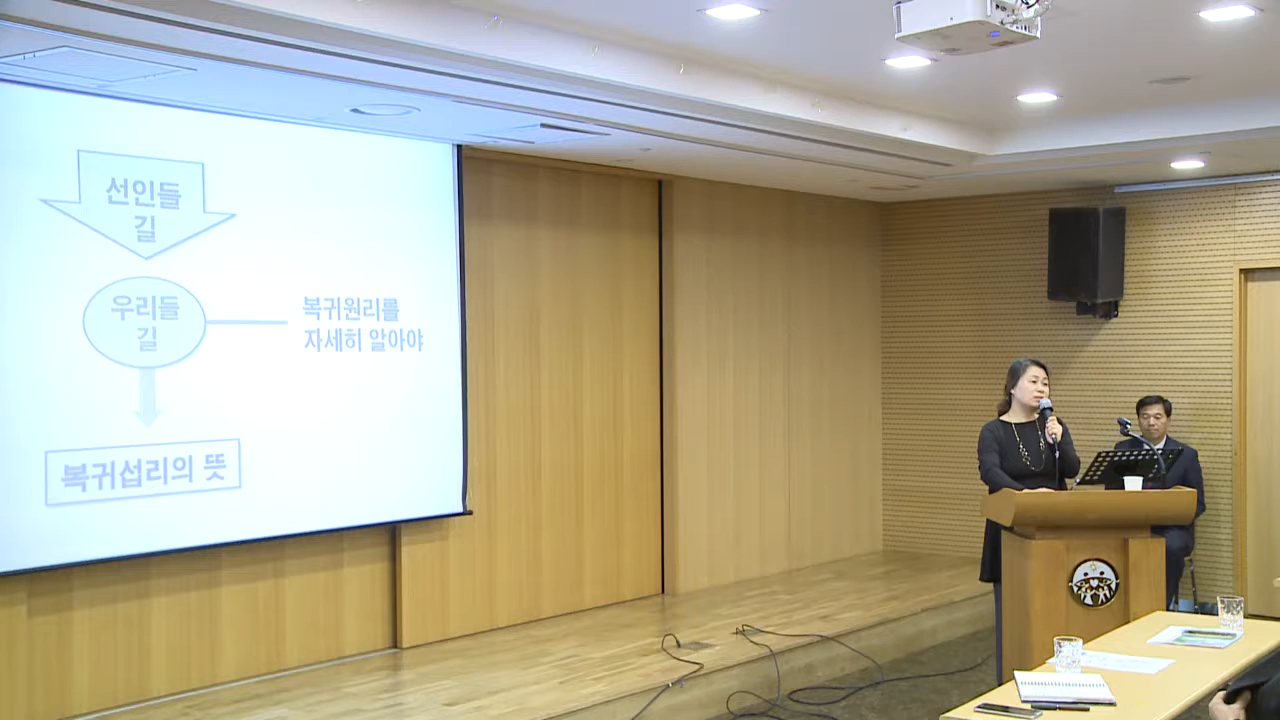 선인들
길
우리들
길
복귀원리를
자세히 알아야
복귀섭리의 뜻